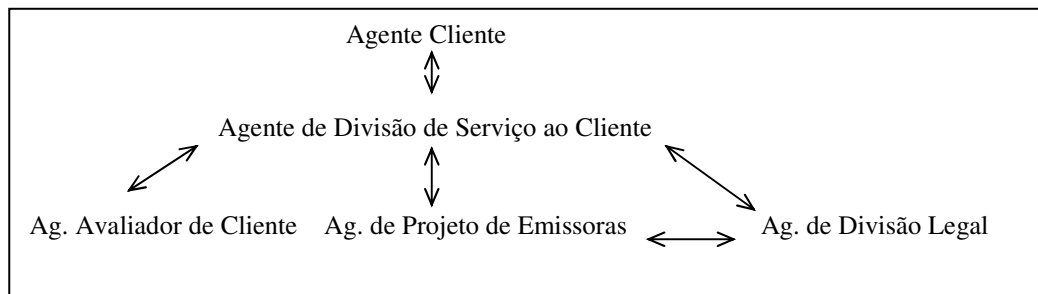 Agente Cliente
Agente de Divisão de Serviço ao Cliente
Ag. Avaliador de Cliente Ag. de Projeto de Emissoras Ag. de Divisão Legal